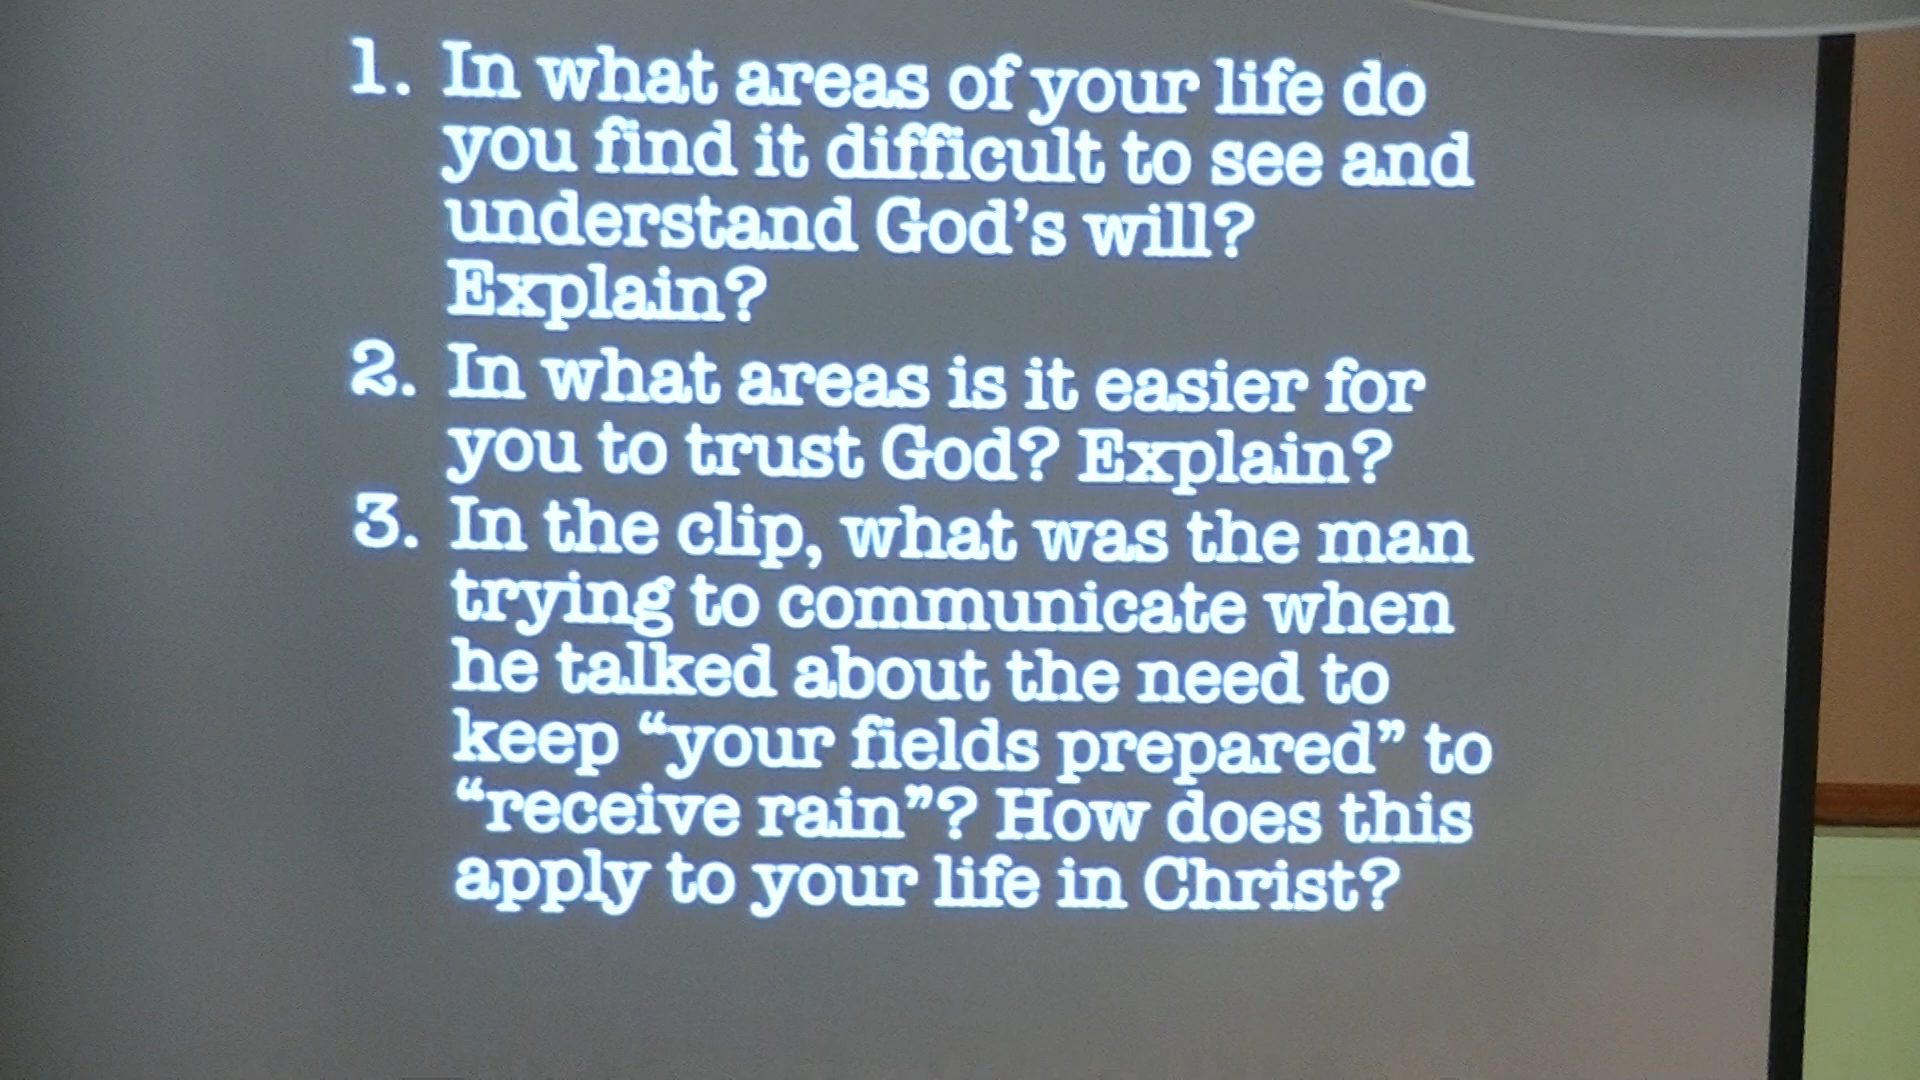 1. In what areas of your life do
you find it difficult to see and
understand God's will?
Explain?
2. In what areas is it easier for
you to trust God? Explain?
3. In the clip, what was the man
trying to communicate when
he talked about the need to
keep “your fields prepared” to
“receive rain”? How does this
apply to your life in Christ?